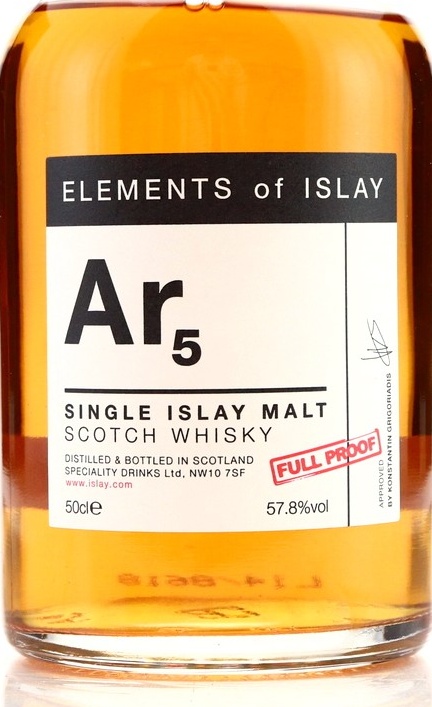 ELEMENTS of ISLAY
Ar5
SINGLE ISLAY MALT
SCOTCH WHISKY
DISTILLED & BOTTLED IN SCOTLAND
SPECIALITY DRINKS Ltd, NW10 7SF
www.islay.com
50cl℮
57.8%vol
FULL PROOF
APPROVED
BY KONSTANTIN GRIGORIADIS